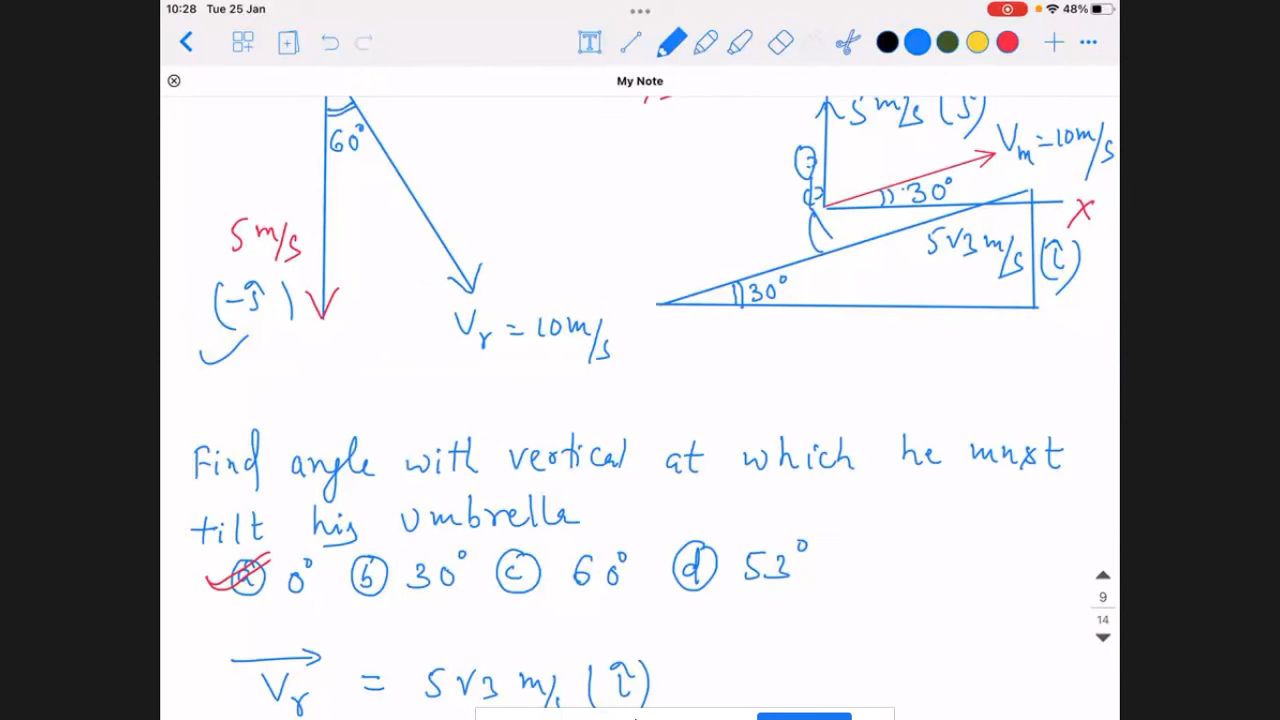 10:28 Tue 25 Jan
48%
My Note
60°
5 m/s
(-ĵ)
Vr = 10m/s
5 m/s (ĵ)
Vm = 10m/s
30°
X
5√3 m/s (î)
30°
Find angle with vertical at which he must
tilt his umbrella
(a) 0° (b) 30° (c) 60° (d) 53°
9
14
Vr = 5√3 m/s (î)